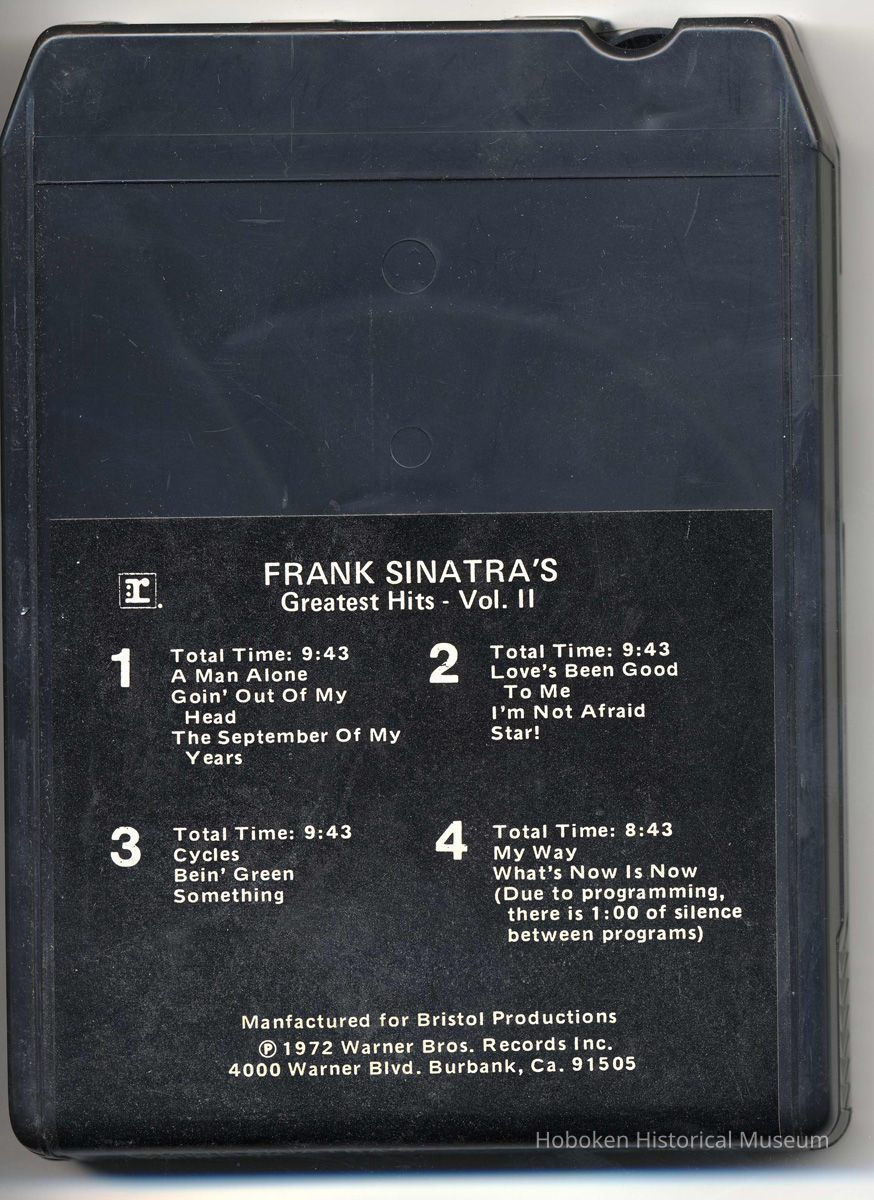 FRANK SINATRA'S
Greatest Hits - Vol. II
r.
1
Total Time: 9:43
A Man Alone
Goin' Out Of My
Head
The September Of My
Years
2
Total Time: 9:43
Love's Been Good
To Me
I'm Not Afraid
Star!
3
Total Time: 9:43
Cycles
Bein' Green
Something
4
Total Time: 8:43
My Way
What's Now Is Now
(Due to programming,
there is 1:00 of silence
between programs)
Manfactured for Bristol Productions
℗ 1972 Warner Bros. Records Inc.
4000 Warner Blvd. Burbank, Ca. 91505
Hoboken Historical Museum